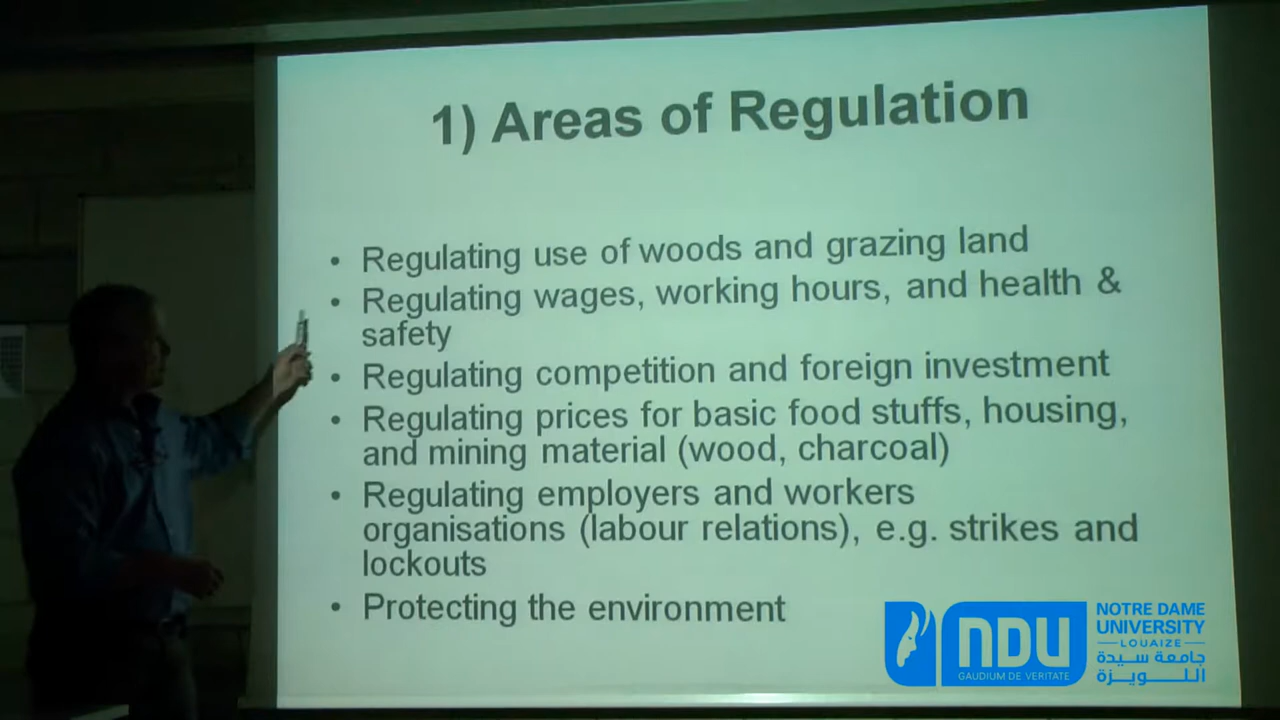 1) Areas of Regulation
• Regulating use of woods and grazing land
• Regulating wages, working hours, and health &
safety
• Regulating competition and foreign investment
• Regulating prices for basic food stuffs, housing,
and mining material (wood, charcoal)
• Regulating employers and workers
organisations (labour relations), e.g. strikes and
lockouts
• Protecting the environment
NDU
GAUDIUM DE VERITATE
NOTRE DAME
UNIVERSITY
LOUAIZE
جامعة سيدة
اللويزة